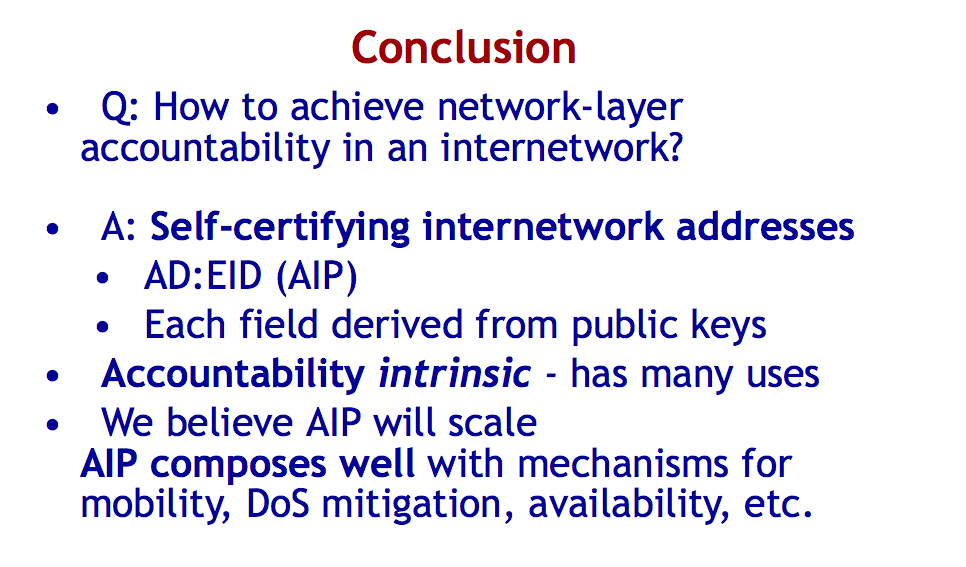 Conclusion
• Q: How to achieve network-layer
accountability in an internetwork?
• A: Self-certifying internetwork addresses
• AD:EID (AIP)
• Each field derived from public keys
• Accountability intrinsic - has many uses
• We believe AIP will scale
AIP composes well with mechanisms for
mobility, DoS mitigation, availability, etc.